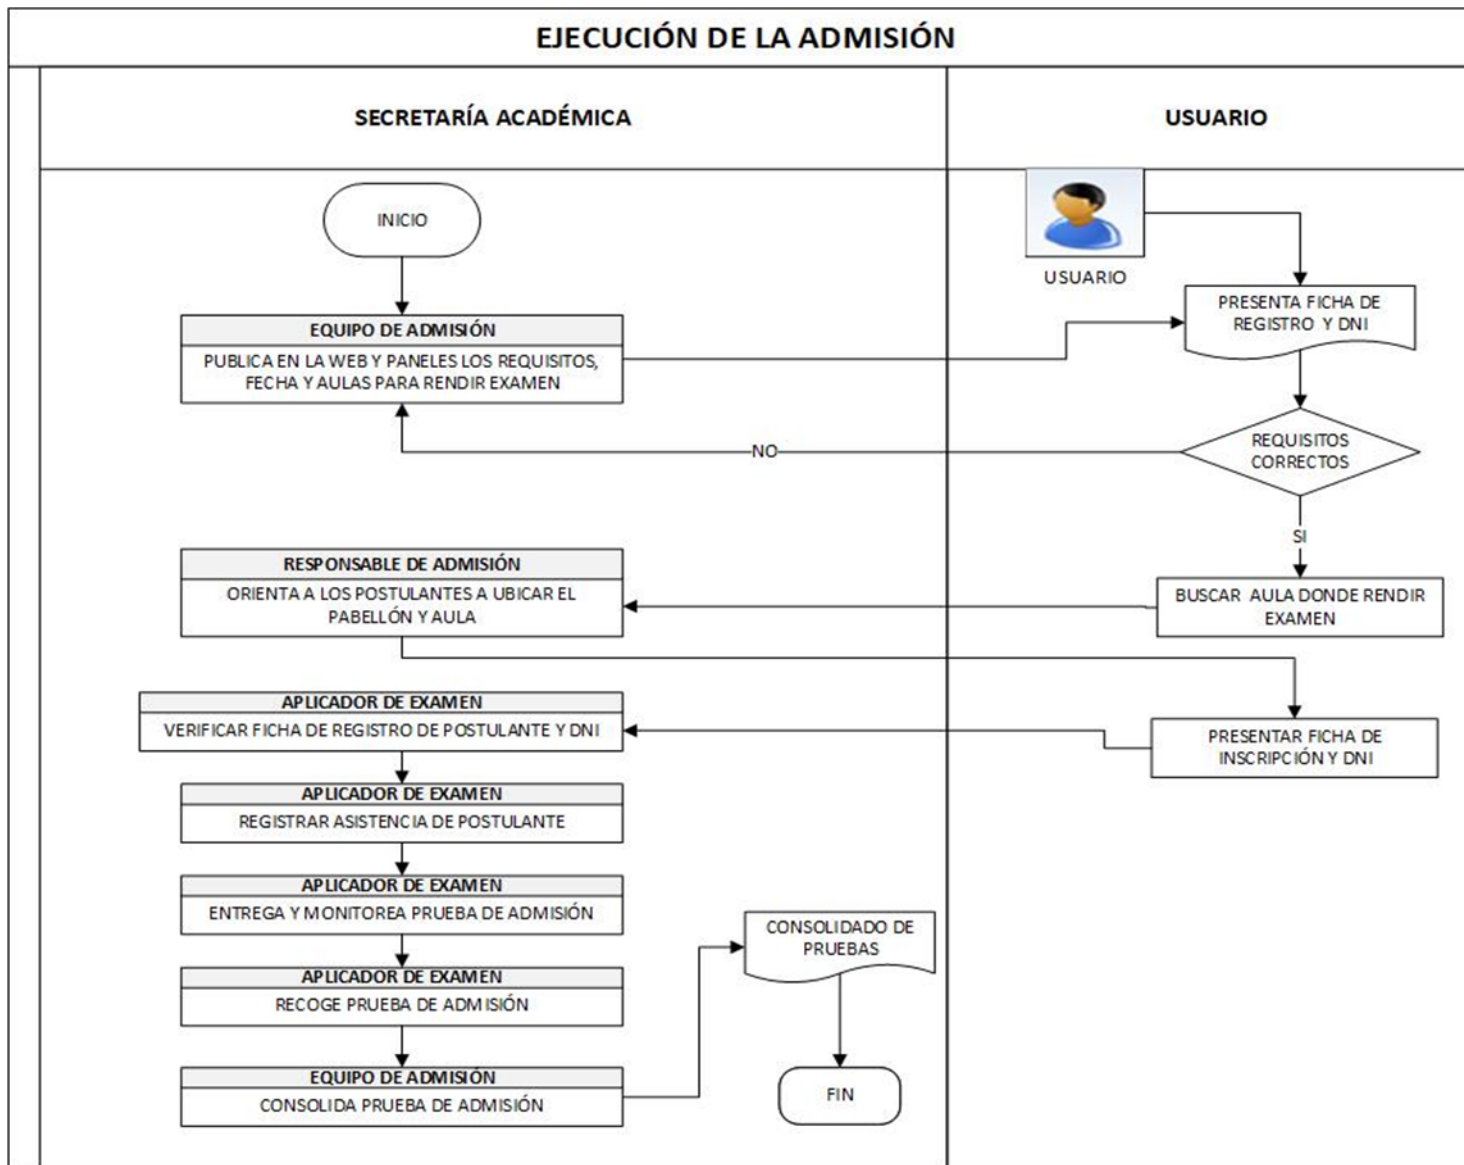 EJECUCIÓN DE LA ADMISIÓN
SECRETARÍA ACADÉMICA
USUARIO
INICIO
USUARIO
EQUIPO DE ADMISIÓN
PUBLICA EN LA WEB Y PANELES LOS REQUISITOS,
FECHA Y AULAS PARA RENDIR EXAMEN
PRESENTA FICHA DE
REGISTRO Y DNI
REQUISITOS
CORRECTOS
NO
SI
BUSCAR AULA DONDE RENDIR
EXAMEN
RESPONSABLE DE ADMISIÓN
ORIENTA A LOS POSTULANTES A UBICAR EL
PABELLÓN Y AULA
PRESENTAR FICHA DE
INSCRIPCIÓN Y DNI
APLICADOR DE EXAMEN
VERIFICAR FICHA DE REGISTRO DE POSTULANTE Y DNI
APLICADOR DE EXAMEN
REGISTRAR ASISTENCIA DE POSTULANTE
APLICADOR DE EXAMEN
ENTREGA Y MONITOREA PRUEBA DE ADMISIÓN
APLICADOR DE EXAMEN
RECOGE PRUEBA DE ADMISIÓN
EQUIPO DE ADMISIÓN
CONSOLIDA PRUEBA DE ADMISIÓN
CONSOLIDADO DE
PRUEBAS
FIN